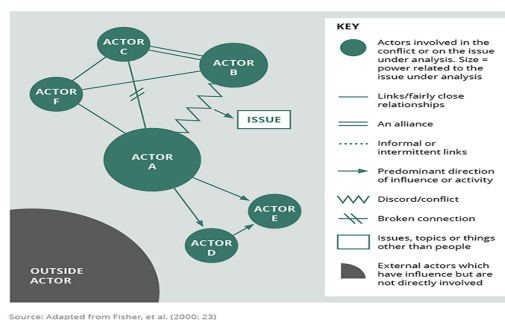 ACTOR
C
ACTOR
B
ACTOR
F
ISSUE
ACTOR
A
ACTOR
E
ACTOR
D
OUTSIDE
ACTOR
KEY
Actors involved in the
conflict or on the issue
under analysis. Size =
power related to the
issue under analysis
Links/fairly close
relationships
An alliance
Informal or
intermittent links
Predominant direction
of influence or activity
Discord/conflict
Broken connection
Issues, topics or things
other than people
External actors which
have influence but are
not directly involved
Source: Adapted from Fisher, et al. (2000: 23)